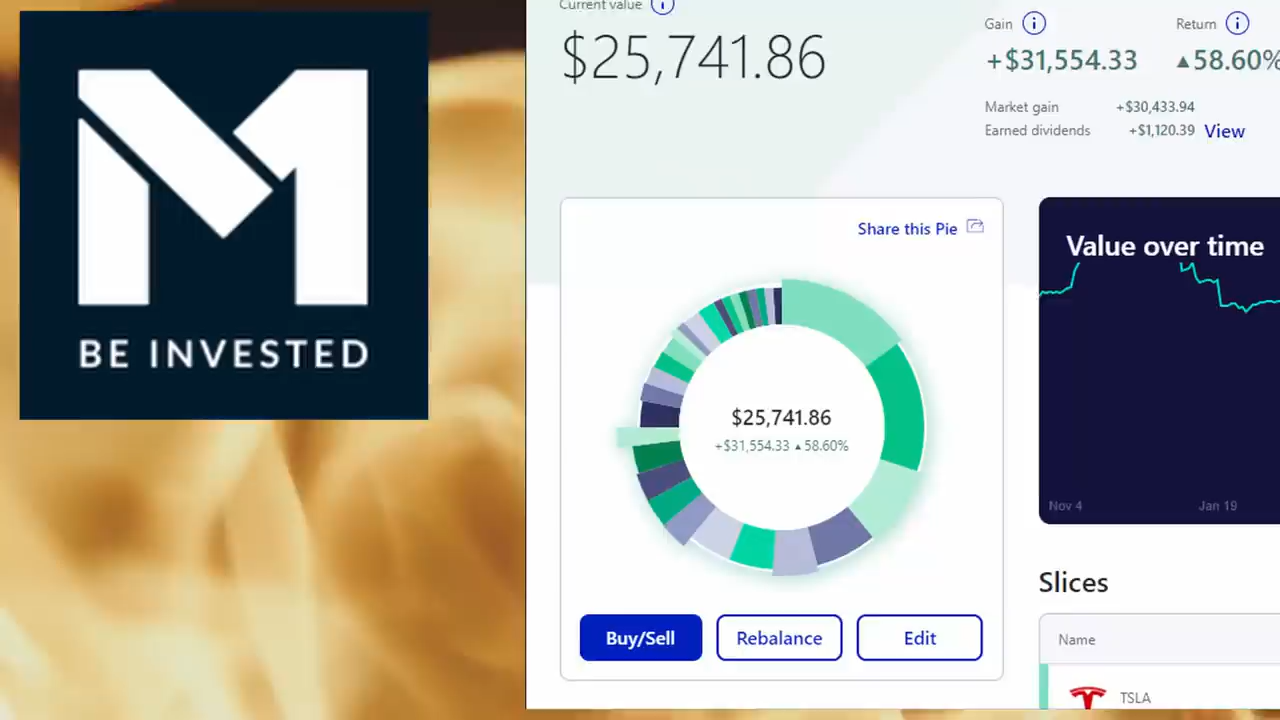 M
BE INVESTED
Current value
$25,741.86
Gain
Return
+$31,554.33
▲58.60%
Market gain
+$30,433.94
Earned dividends
+$1,120.39 View
Share this Pie
$25,741.86
+$31,554.33 ▲ 58.60%
Buy/Sell
Rebalance
Edit
Value over time
Nov 4
Jan 19
Slices
Name
TSLA